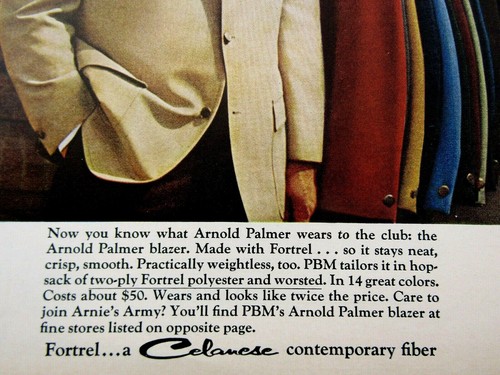 Now you know what Arnold Palmer wears to the club: the
Arnold Palmer blazer. Made with Fortrel . . . so it stays neat,
crisp, smooth. Practically weightless, too. PBM tailors it in hop-
sack of two-ply Fortrel polyester and worsted. In 14 great colors.
Costs about $50. Wears and looks like twice the price. Care to
join Arnie's Army? You'll find PBM's Arnold Palmer blazer at
fine stores listed on opposite page.
Fortrel...a Celanese contemporary fiber